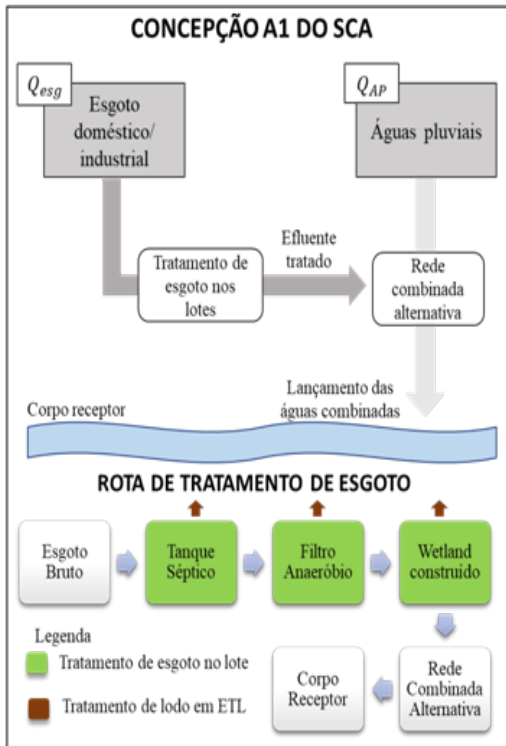 CONCEPÇÃO A1 DO SCA
Q_esg
Esgoto
doméstico/
industrial
Q_AP
Águas pluviais
Tratamento de
esgoto nos
lotes
Efluente
tratado
Rede
combinada
alternativa
Corpo receptor
Lançamento das
águas combinadas
ROTA DE TRATAMENTO DE ESGOTO
Esgoto
Bruto
Tanque
Séptico
Filtro
Anaeróbio
Wetland
construído
Legenda
Tratamento de esgoto no lote
Tratamento de lodo em ETL
Corpo
Receptor
Rede
Combinada
Alternativa